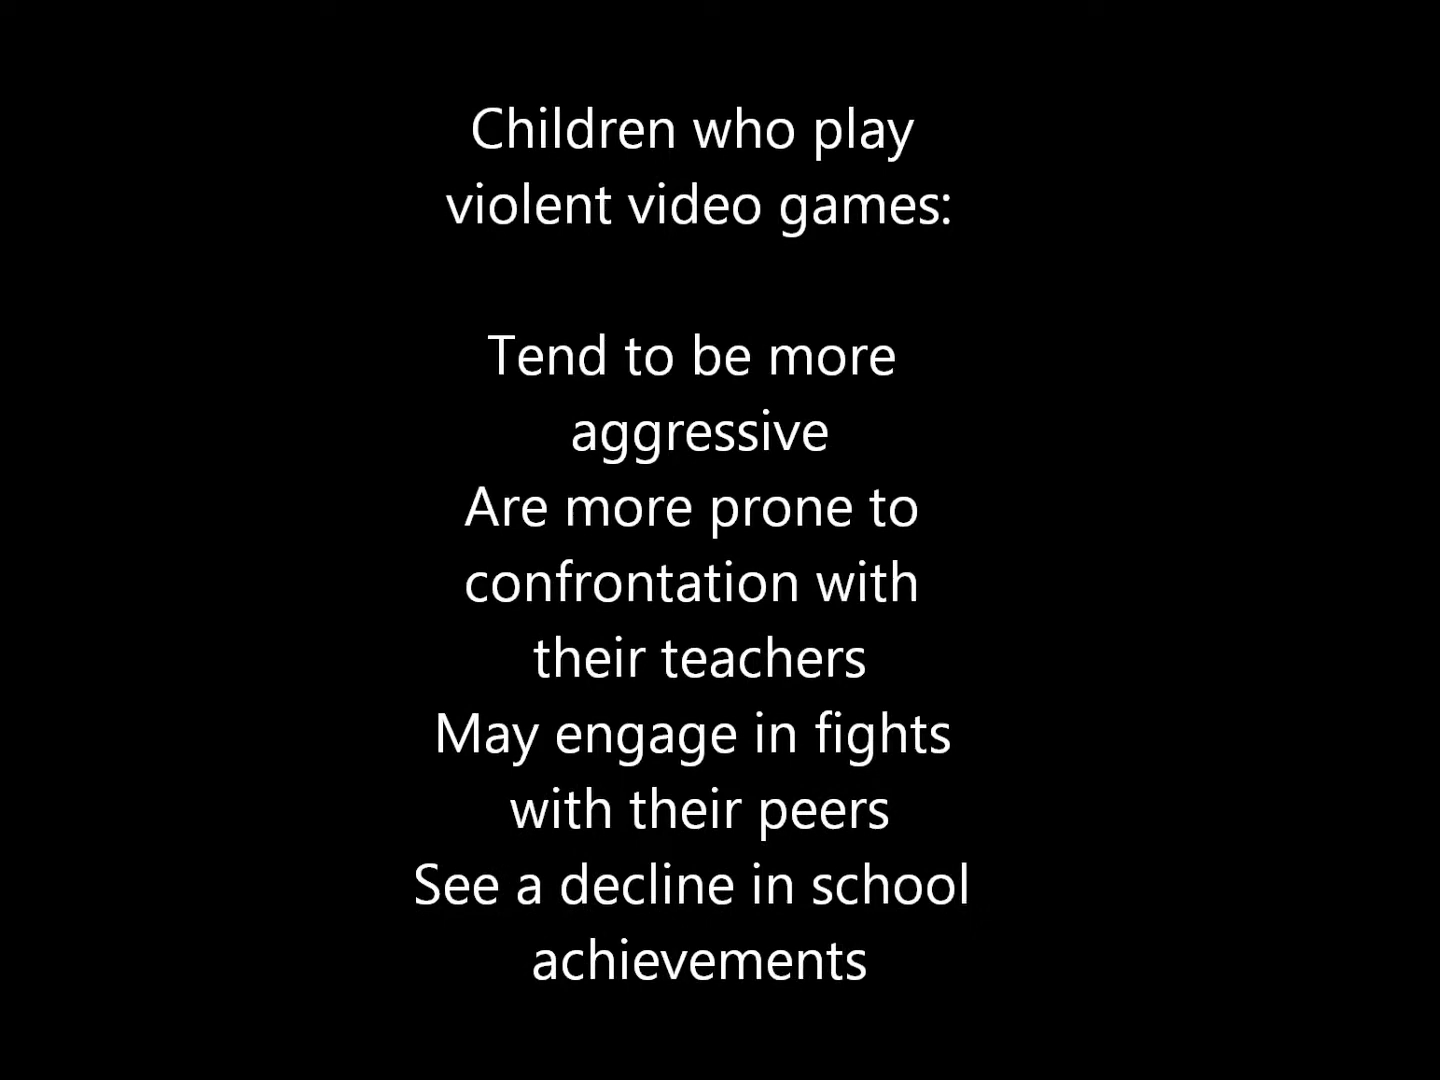 Children who play
violent video games:
Tend to be more
aggressive
Are more prone to
confrontation with
their teachers
May engage in fights
with their peers
See a decline in school
achievements